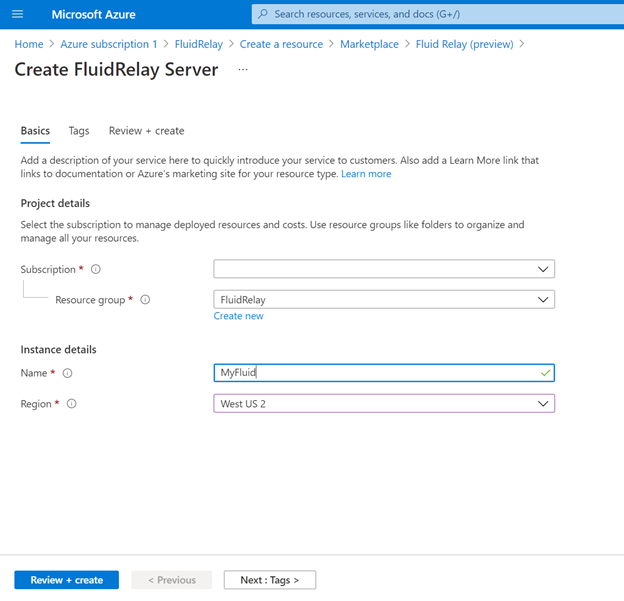 Microsoft Azure
Search resources, services, and docs (G+/)
Home > Azure subscription 1 > FluidRelay > Create a resource > Marketplace > Fluid Relay (preview) >
Create FluidRelay Server ...
Basics Tags Review + create
Add a description of your service here to quickly introduce your service to customers. Also add a Learn More link that
links to documentation or Azure's marketing site for your resource type. Learn more
Project details
Select the subscription to manage deployed resources and costs. Use resource groups like folders to organize and
manage all your resources.
Subscription *
Resource group * FluidRelay
Create new
Instance details
Name * MyFluid
Region * West US 2
Review + create < Previous Next : Tags >